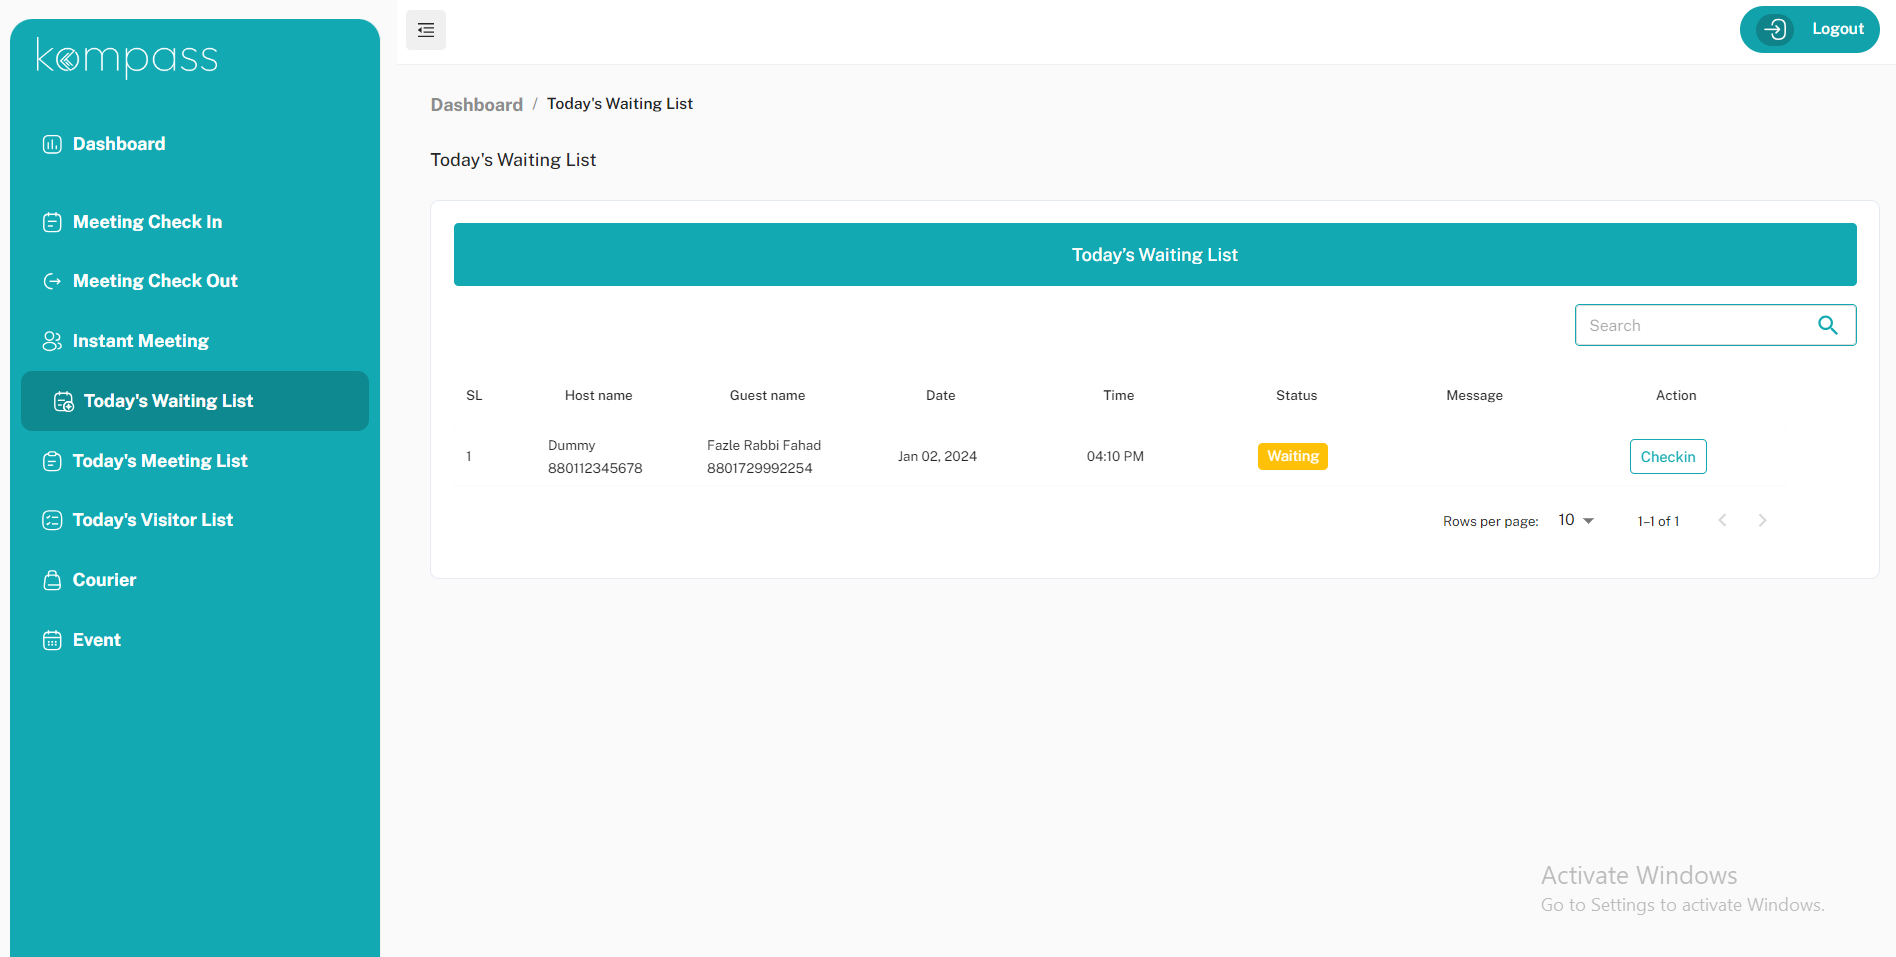 kompass
Dashboard
Meeting Check In
Meeting Check Out
Instant Meeting
Today's Waiting List
Today's Meeting List
Today's Visitor List
Courier
Event
Logout
Dashboard / Today's Waiting List
Today's Waiting List
Today's Waiting List
Search
SL Host name Guest name Date Time Status Message Action
1 Dummy 880112345678 Fazle Rabbi Fahad 8801729992254 Jan 02, 2024 04:10 PM Waiting Checkin
Rows per page: 10 1–1 of 1
Activate Windows
Go to Settings to activate Windows.